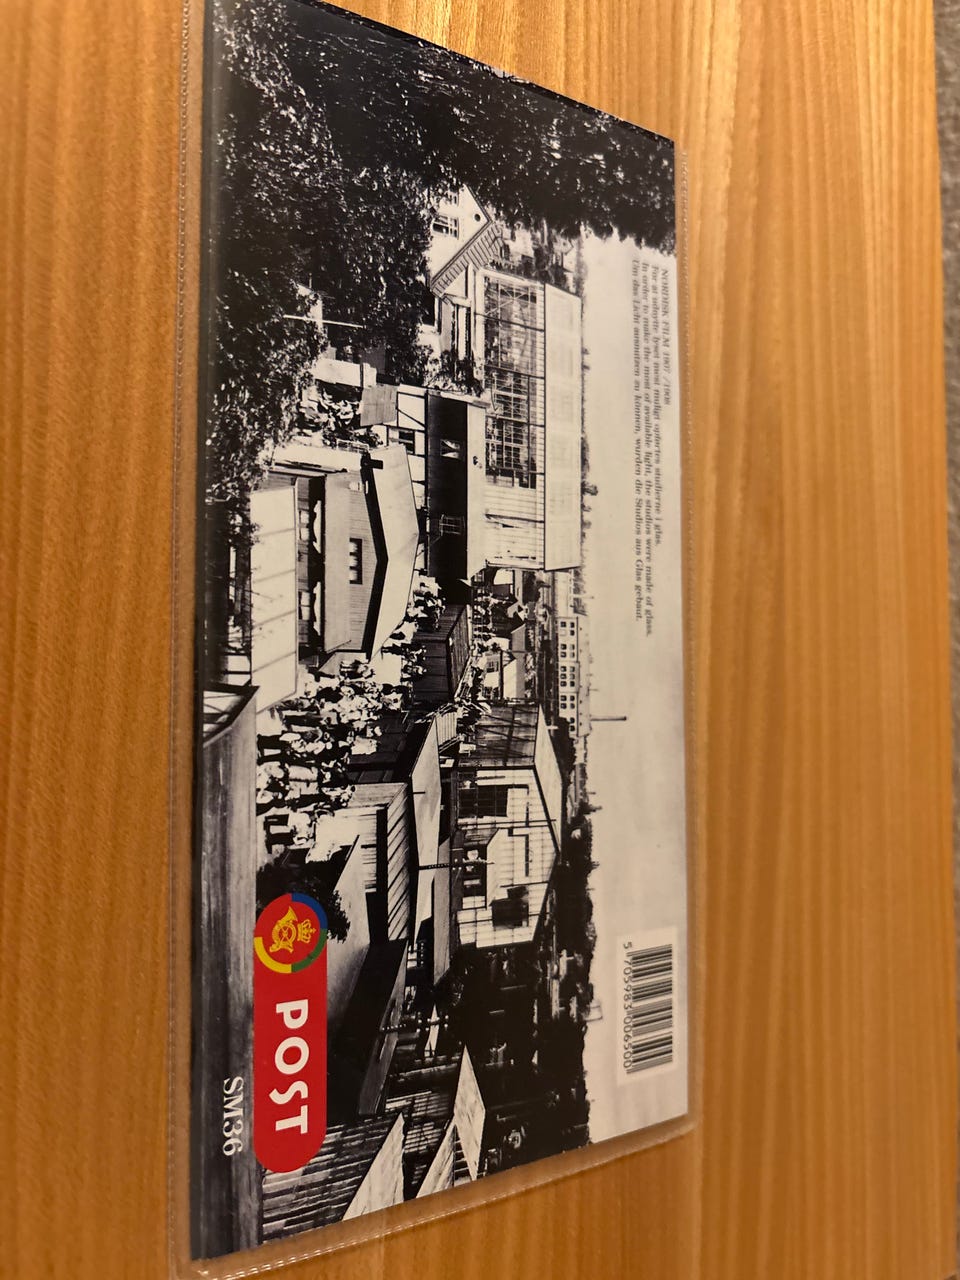 NORDISK FILM 1907 / 1908
For at udnytte lyset mest muligt opførtes studierne i glas.
In order to make the most of available light, the studios were made of glass.
Um das Licht ausnützen zu können, wurden die Studios aus Glas gebaut.
5 705983 006500
POST
SM36